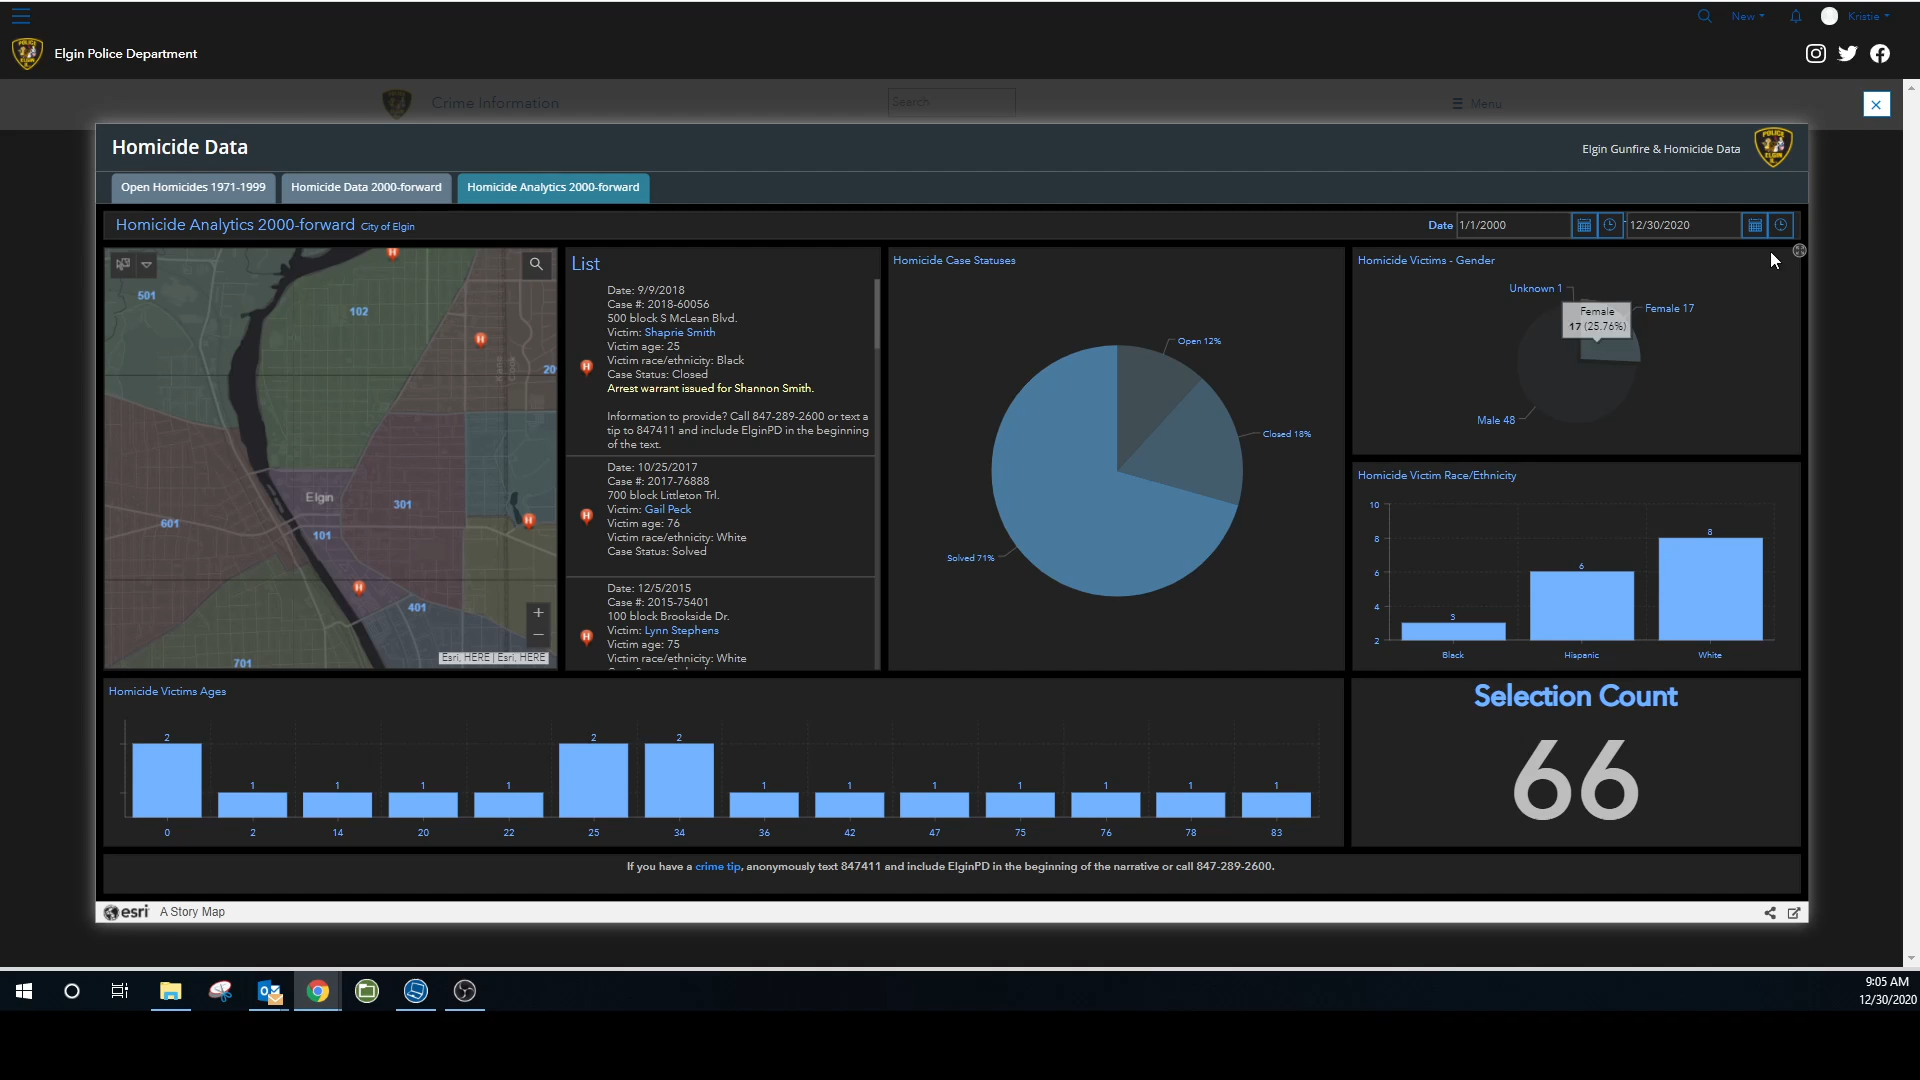 New
Kristie
Elgin Police Department
Crime Information
Search
Menu
Homicide Data
Elgin Gunfire & Homicide Data
Open Homicides 1971-1999
Homicide Data 2000-forward
Homicide Analytics 2000-forward
Homicide Analytics 2000-forward City of Elgin
Date 1/1/2000
12/30/2020
501
102
20
Elgin
301
601
101
401
701
Esri, HERE | Esri, HERE
List
Date: 9/9/2018
Case #: 2018-60056
500 block S McLean Blvd.
Victim: Shaprie Smith
Victim age: 25
Victim race/ethnicity: Black
Case Status: Closed
Arrest warrant issued for Shannon Smith.
Information to provide? Call 847-289-2600 or text a
tip to 847411 and include ElginPD in the beginning
of the text.
Date: 10/25/2017
Case #: 2017-76888
700 block Littleton Trl.
Victim: Gail Peck
Victim age: 76
Victim race/ethnicity: White
Case Status: Solved
Date: 12/5/2015
Case #: 2015-75401
100 block Brookside Dr.
Victim: Lynn Stephens
Victim age: 75
Victim race/ethnicity: White
Homicide Case Statuses
Open 12%
Closed 18%
Solved 71%
Homicide Victims - Gender
Unknown 1
Female
17 (25.76%)
Female 17
Male 48
Homicide Victim Race/Ethnicity
10
8
6
4
2
3
6
8
Black
Hispanic
White
Homicide Victims Ages
2 1 1 1 1 2 2 1 1 1 1 1 1 1
0 2 14 20 22 25 34 36 42 47 75 76 78 83
Selection Count
66
If you have a crime tip, anonymously text 847411 and include ElginPD in the beginning of the narrative or call 847-289-2600.
esri A Story Map
9:05 AM
12/30/2020